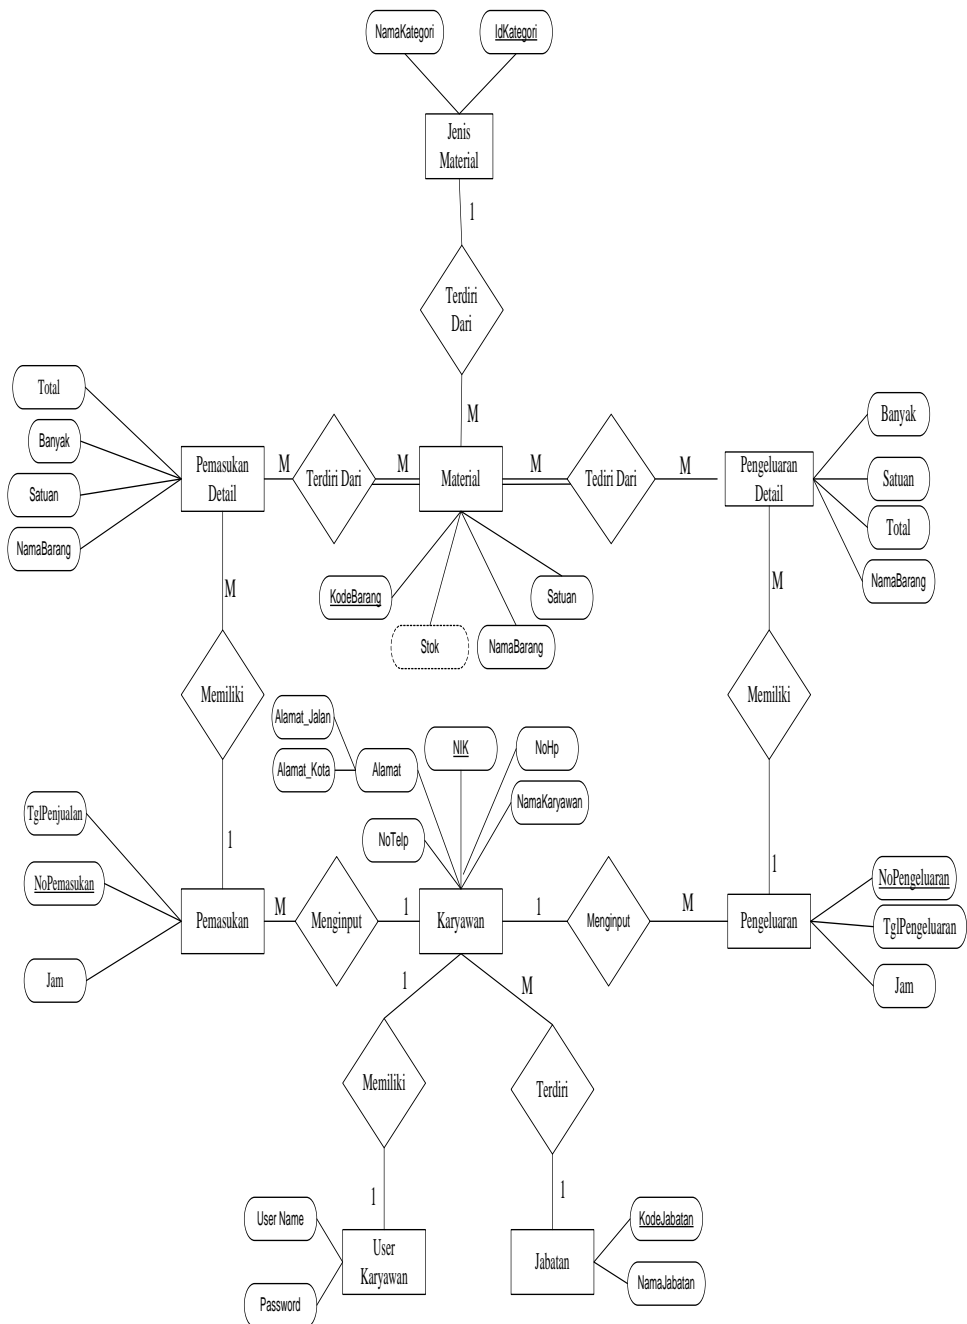 NamaKategori
IdKategori
Jenis
Material
1
Terdiri
Dari
M
Total
Banyak
Satuan
NamaBarang
Pemasukan
Detail
M
Terdiri Dari
M
Material
M
Tediri Dari
M
Pengeluaran
Detail
Banyak
Satuan
Total
NamaBarang
KodeBarang
Stok
NamaBarang
Satuan
M
Memiliki
1
M
Memiliki
1
Alamat_Jalan
Alamat_Kota
Alamat
NIK
NoHp
NamaKaryawan
NoTelp
TglPenjualan
NoPemasukan
Jam
Pemasukan
M
Menginput
1
Karyawan
1
Menginput
M
Pengeluaran
NoPengeluaran
TglPengeluaran
Jam
1
M
Memiliki
Terdiri
1
1
User Name
Password
User
Karyawan
Jabatan
KodeJabatan
NamaJabatan